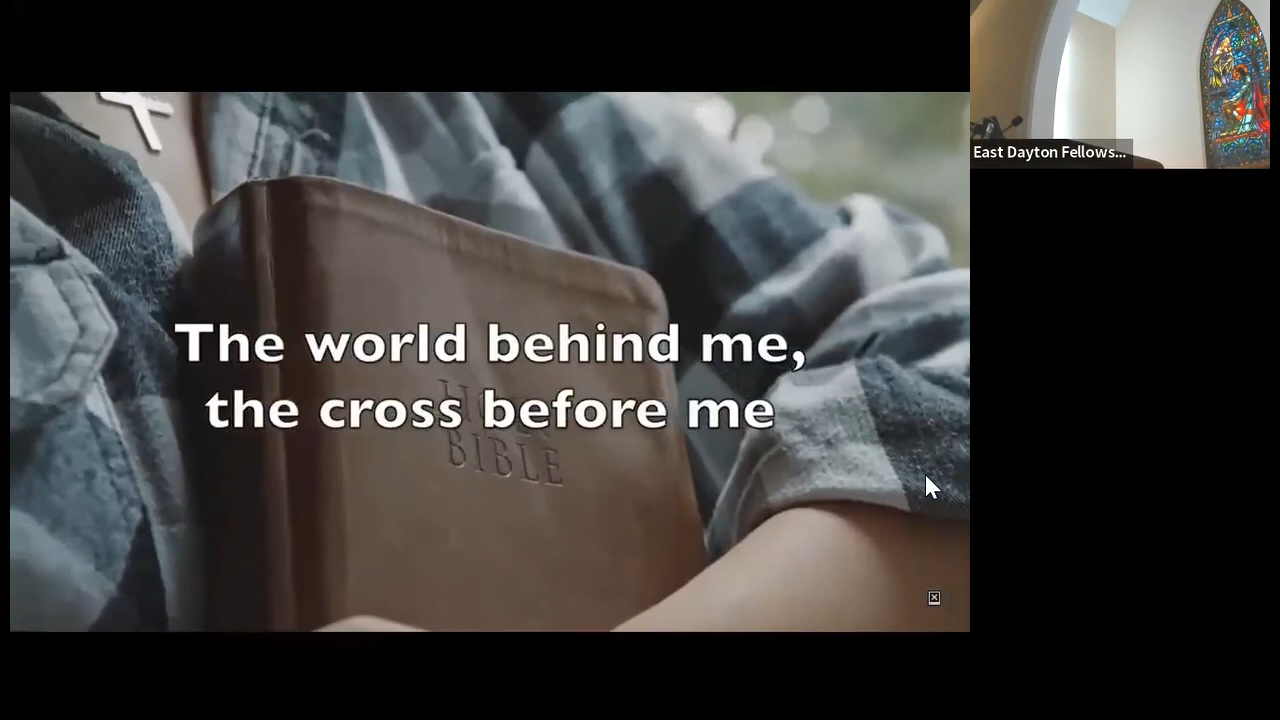 The world behind me,
the cross before me
BIBLE
East Dayton Fellows...